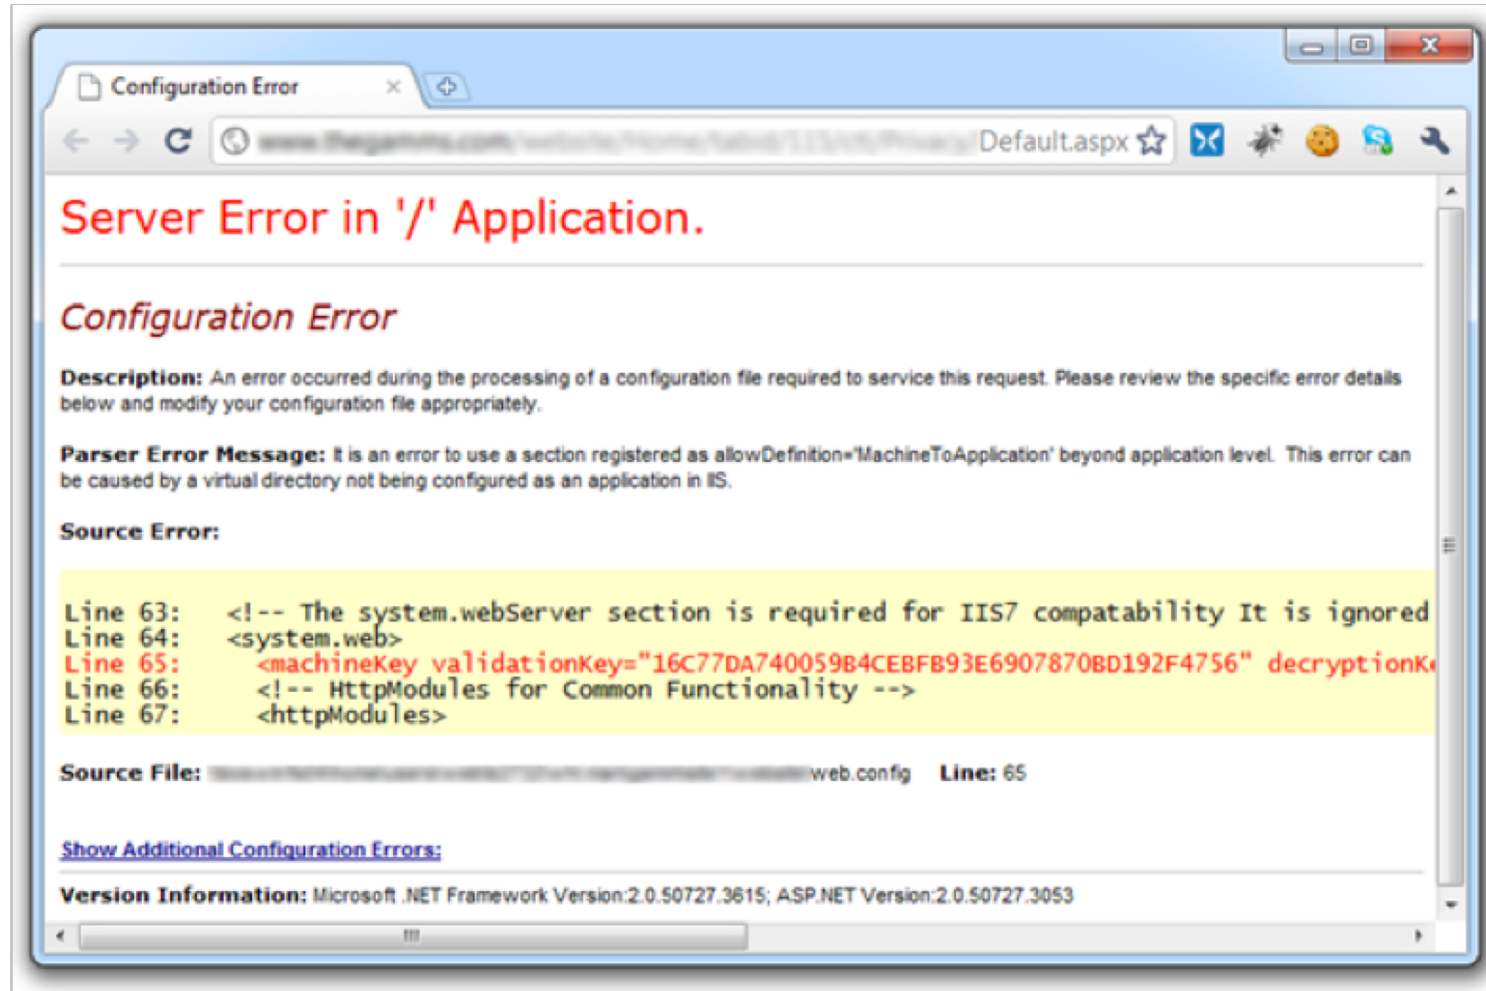 Configuration Error
Default.aspx
Server Error in '/' Application.
Configuration Error
Description: An error occurred during the processing of a configuration file required to service this request. Please review the specific error details
below and modify your configuration file appropriately.
Parser Error Message: It is an error to use a section registered as allowDefinition='MachineToApplication' beyond application level. This error can
be caused by a virtual directory not being configured as an application in IIS.
Source Error:
Line 63: <!-- The system.webServer section is required for IIS7 compatability It is ignored
Line 64: <system.web>
Line 65: <machineKey validationKey="16C77DA740059B4CEBFB93E6907870BD192F4756" decryptionKe
Line 66: <!-- HttpModules for Common Functionality -->
Line 67: <httpModules>
Source File: web.config Line: 65
Show Additional Configuration Errors:
Version Information: Microsoft .NET Framework Version:2.0.50727.3615; ASP.NET Version:2.0.50727.3053